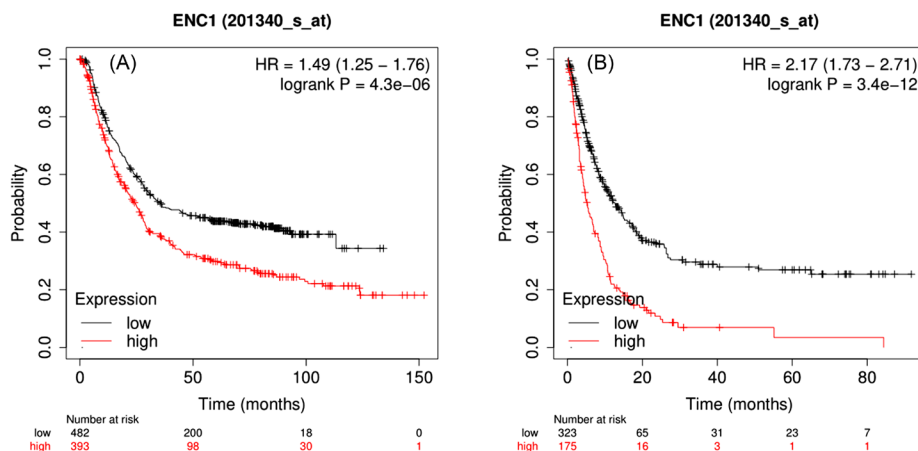 ENC1 (201340_s_at)
(A)
HR = 1.49 (1.25 − 1.76)
logrank P = 4.3e−06
Probability
1.0
0.8
0.6
0.4
0.2
0.0
Expression
low
high
0 50 100 150
Time (months)
Number at risk
low 482 200 18 0
high 393 98 30 1
ENC1 (201340_s_at)
(B)
HR = 2.17 (1.73 − 2.71)
logrank P = 3.4e−12
Probability
1.0
0.8
0.6
0.4
0.2
0.0
Expression
low
high
0 20 40 60 80
Time (months)
Number at risk
low 323 65 31 23 7
high 175 16 3 1 1